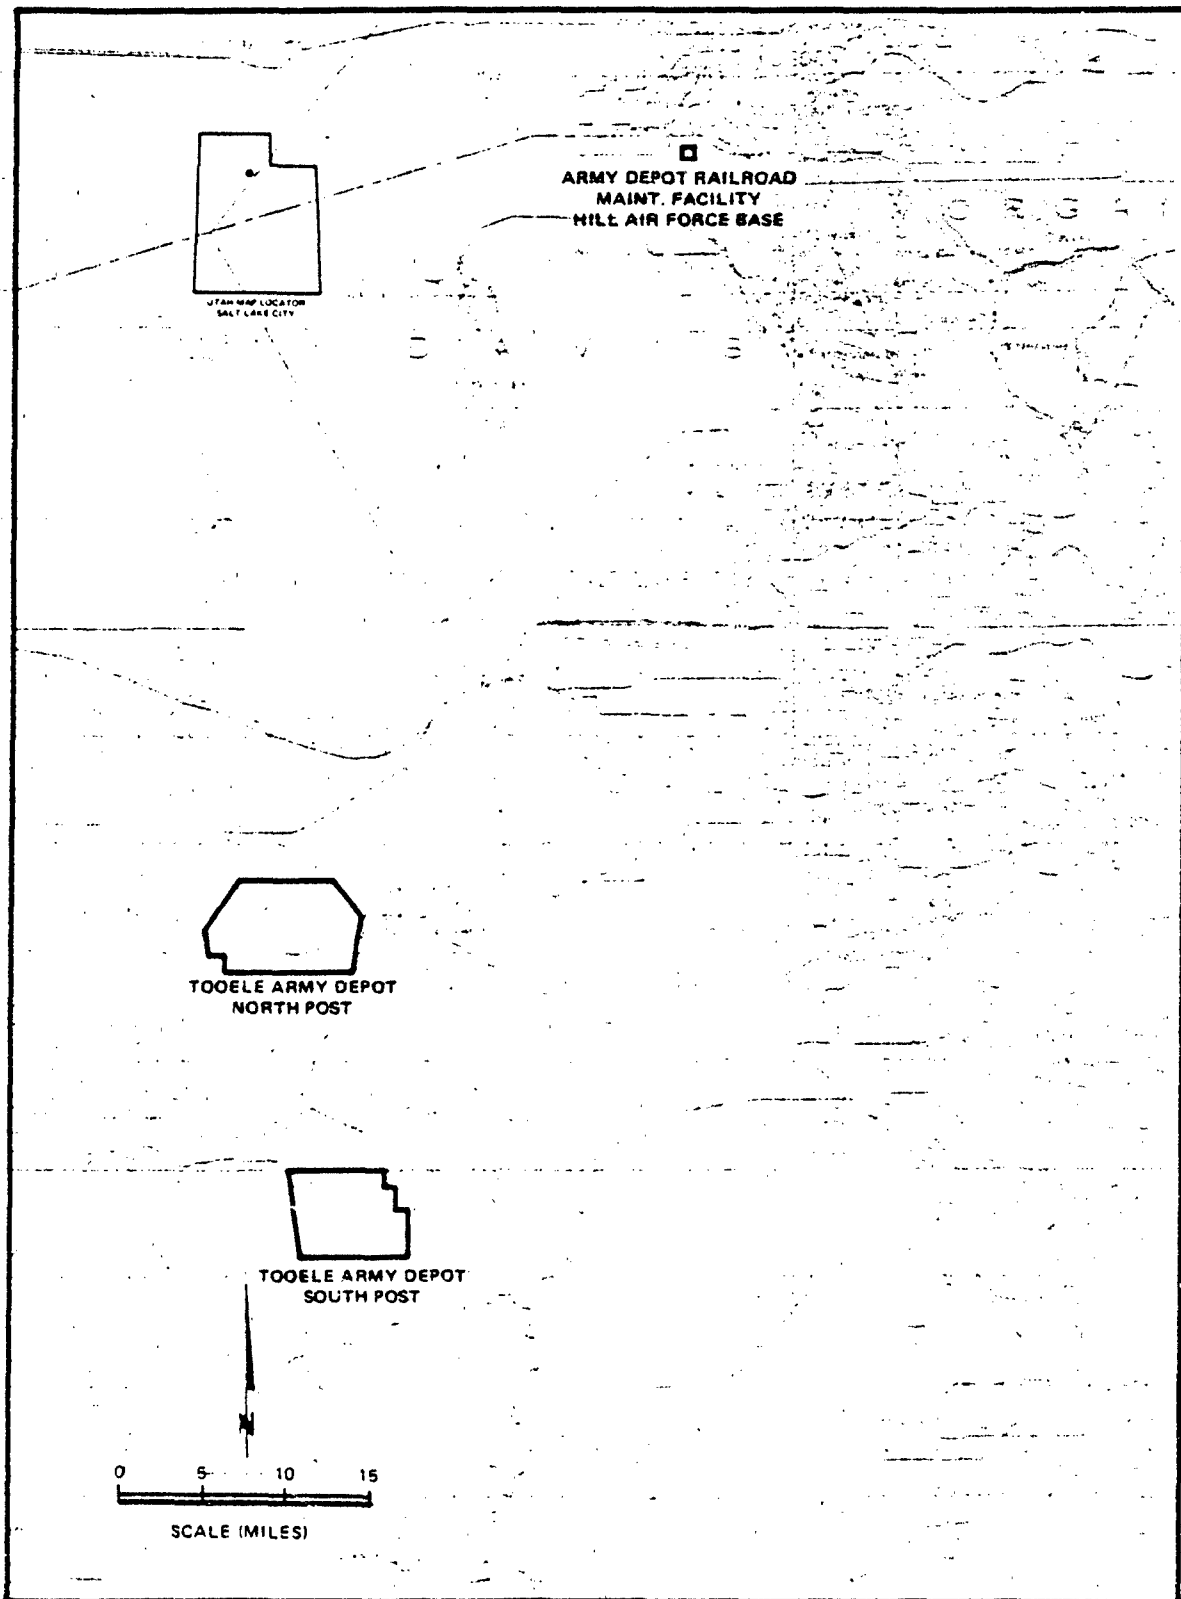 ARMY DEPOT RAILROAD
MAINT. FACILITY
HILL AIR FORCE BASE
UTAH MAP LOCATOR
SALT LAKE CITY
D A V I S
TOOELE ARMY DEPOT
NORTH POST
TOOELE ARMY DEPOT
SOUTH POST
N
0 5 10 15
SCALE (MILES)